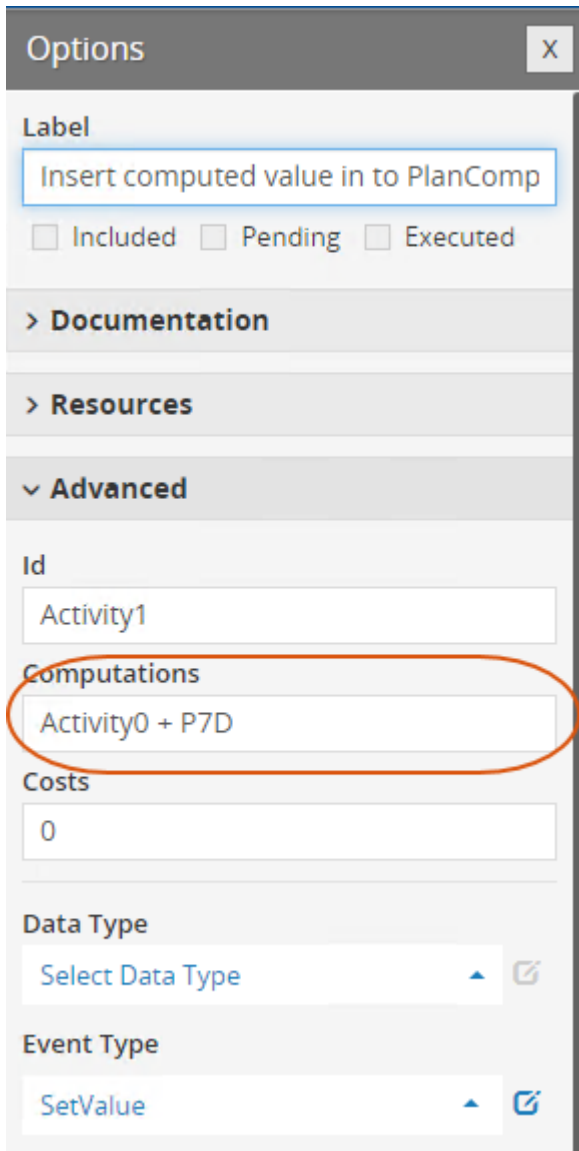 Options X
Label
Insert computed value in to PlanComp
Included Pending Executed
Documentation
Resources
Advanced
Id
Activity1
Computations
Activity0 + P7D
Costs
0
Data Type
Select Data Type
Event Type
SetValue